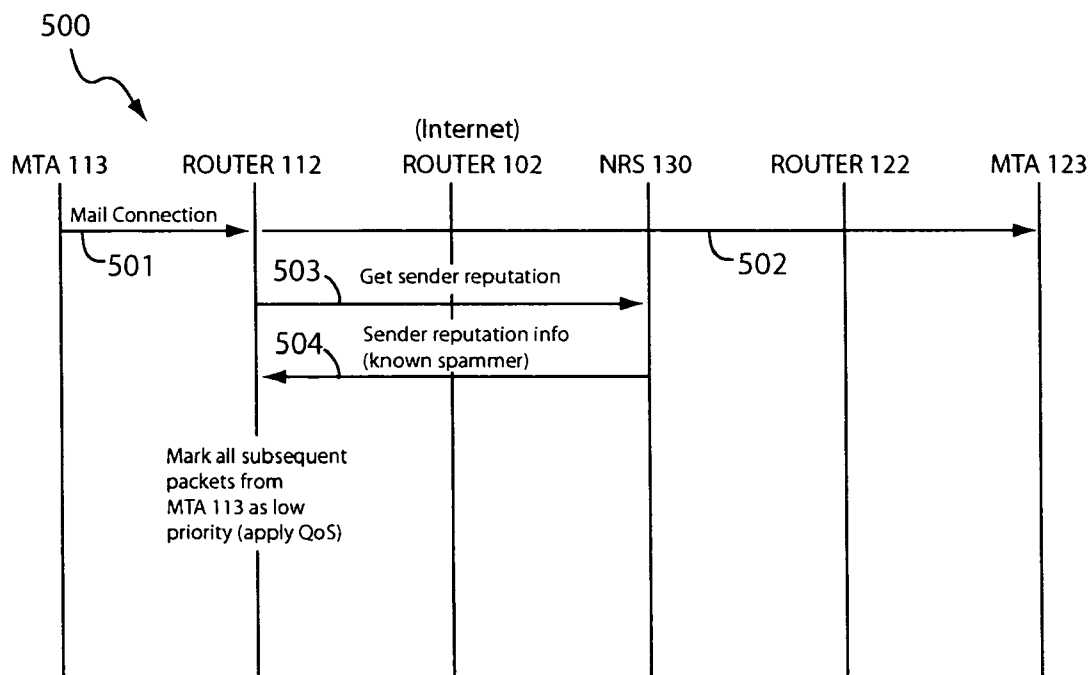 500
(Internet)
MTA 113 ROUTER 112 ROUTER 102 NRS 130 ROUTER 122 MTA 123
Mail Connection
501
502
503 Get sender reputation
504 Sender reputation info
(known spammer)
Mark all subsequent
packets from
MTA 113 as low
priority (apply QoS)